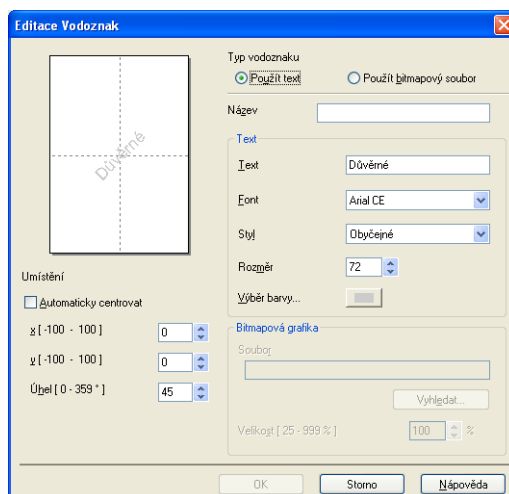 Editace Vodoznak
Typ vodoznaku
Použít text
Použít bitmapový soubor
Název
Důvěrné
Text
Text
Důvěrné
Font
Arial CE
Styl
Obyčejné
Rozměr
72
Výběr barvy...
Umístění
Automaticky centrovat
x [ -100 - 100 ]
0
y [ -100 - 100 ]
0
Úhel [ 0 - 359 ° ]
45
Bitmapová grafika
Soubor
Vyhledat...
Velikost [ 25 - 999 % ]
100
%
OK
Storno
Nápověda